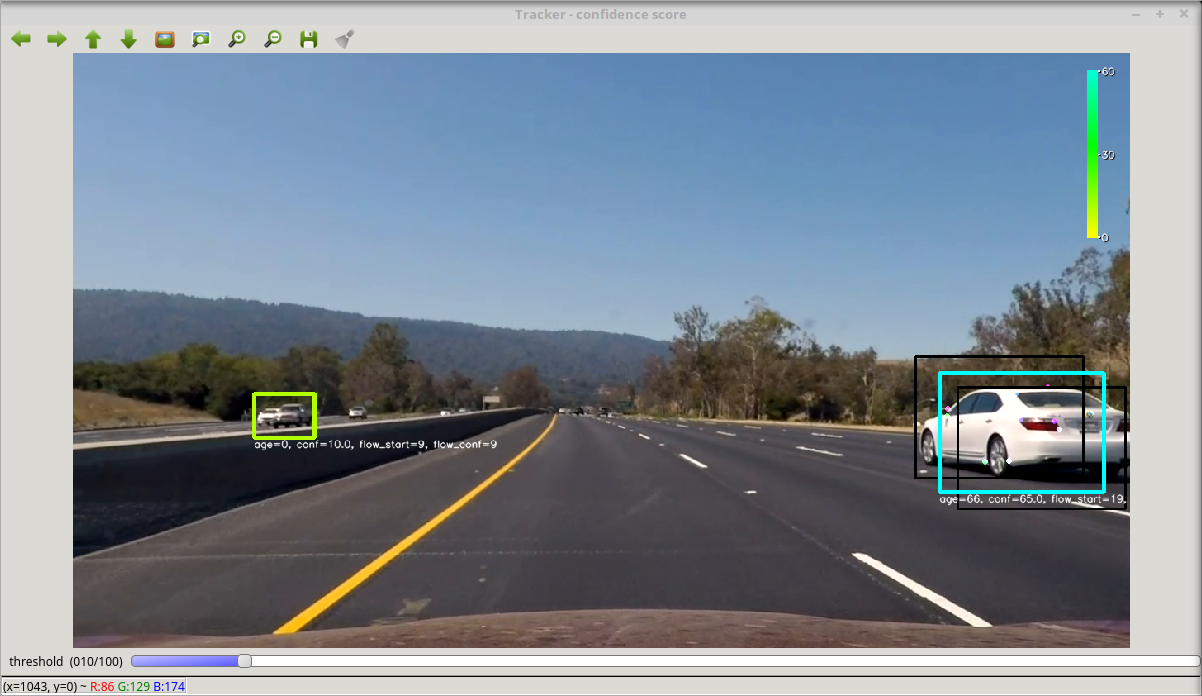 Tracker - confidence score
60
30
0
age=0, conf=10.0, flow_start=9, flow_conf=9
age=66, conf=65.0, flow_start=19,
threshold (010/100)
(x=1043, y=0) ~ R:86 G:129 B:174